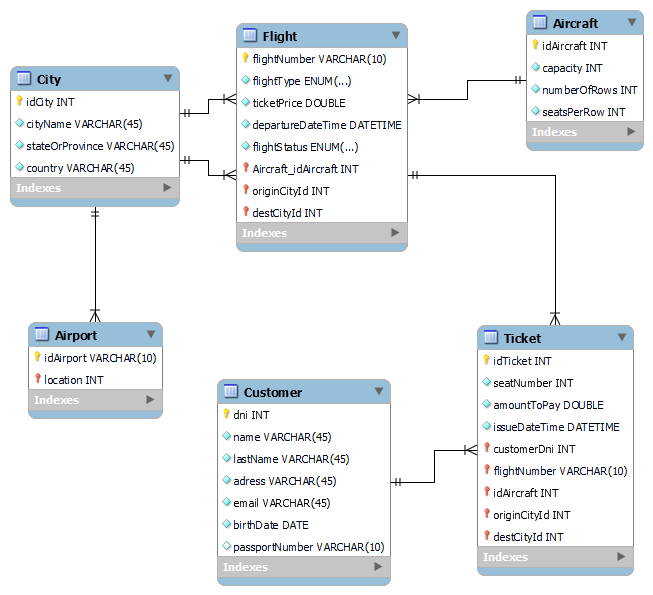 City
idCity INT
cityName VARCHAR(45)
stateOrProvince VARCHAR(45)
country VARCHAR(45)
Indexes
Flight
flightNumber VARCHAR(10)
flightType ENUM(...)
ticketPrice DOUBLE
departureDateTime DATETIME
flightStatus ENUM(...)
Aircraft_idAircraft INT
originCityId INT
destCityId INT
Indexes
Aircraft
idAircraft INT
capacity INT
numberOfRows INT
seatsPerRow INT
Indexes
Airport
idAirport VARCHAR(10)
location INT
Indexes
Customer
dni INT
name VARCHAR(45)
lastName VARCHAR(45)
adress VARCHAR(45)
email VARCHAR(45)
birthDate DATE
passportNumber VARCHAR(10)
Indexes
Ticket
idTicket INT
seatNumber INT
amountToPay DOUBLE
issueDateTime DATETIME
customerDni INT
flightNumber VARCHAR(10)
idAircraft INT
originCityId INT
destCityId INT
Indexes